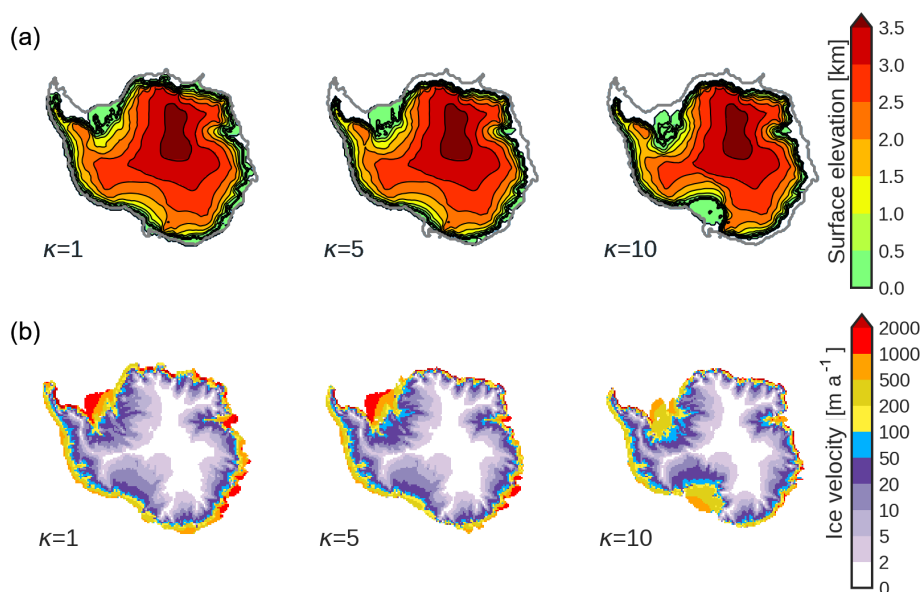 (a)
κ=1
κ=5
κ=10
Surface elevation [km]
3.5
3.0
2.5
2.0
1.5
1.0
0.5
0.0
(b)
κ=1
κ=5
κ=10
Ice velocity [m a⁻¹ ]
2000
1000
500
200
100
50
20
10
5
2
0